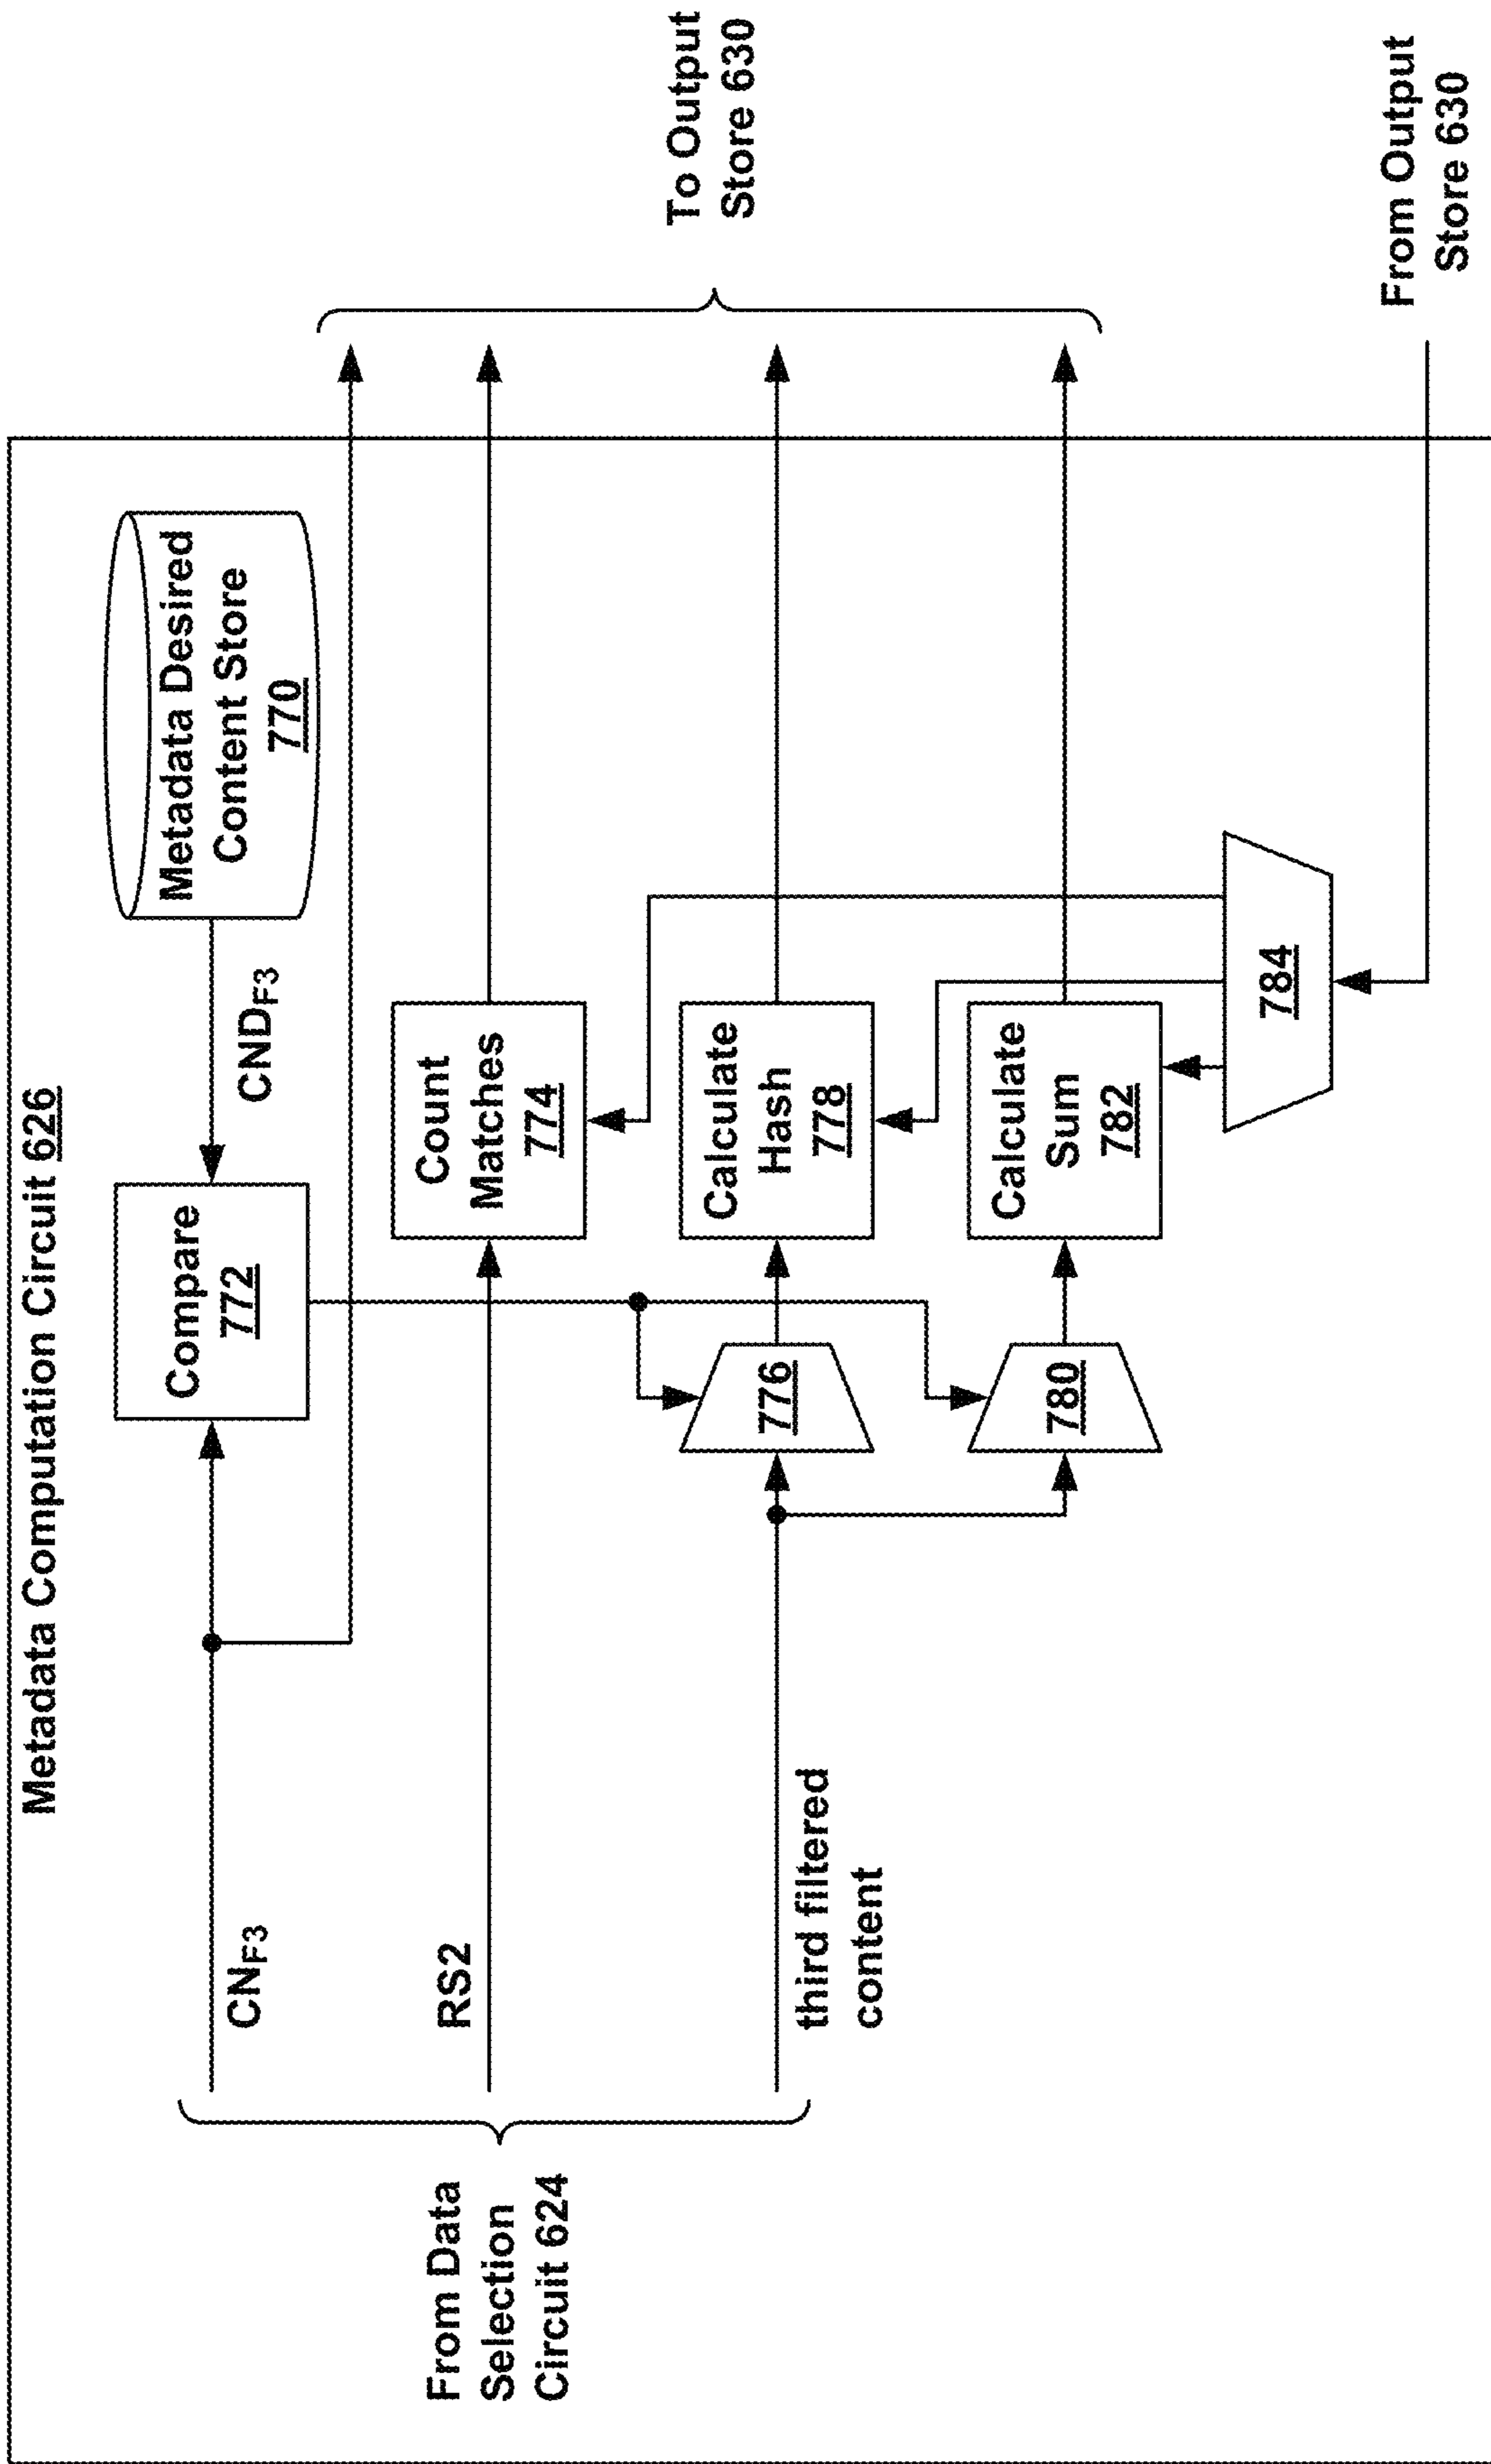 Metadata Computation Circuit 626
From Data
Selection
Circuit 624
CNF3
RS2
third filtered
content
Compare
772
CNDF3
Metadata Desired
Content Store
770
Count
Matches
774
776
Calculate
Hash
778
780
Calculate
Sum
782
784
To Output
Store 630
From Output
Store 630